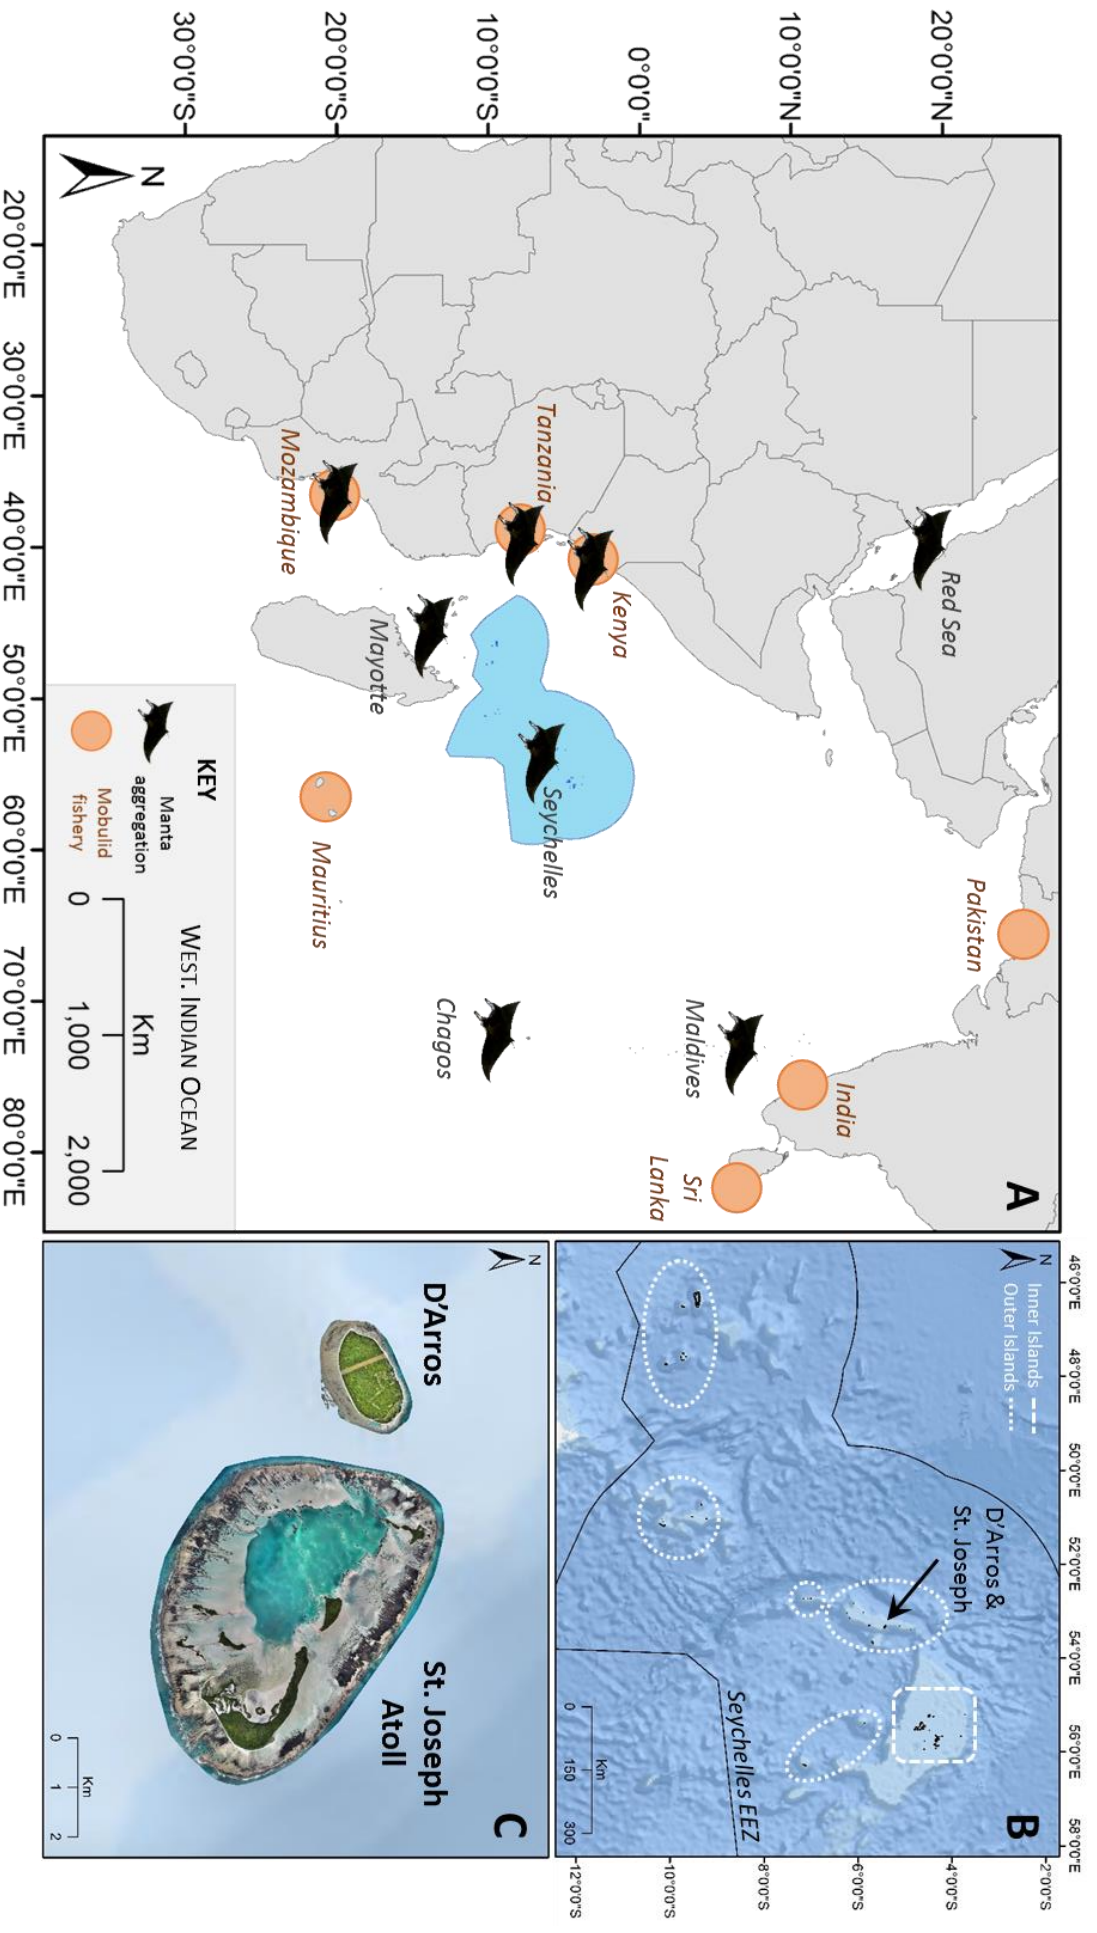 A
20°0'0"N
10°0'0"N
0°0'0"
10°0'0"S
20°0'0"S
30°0'0"S
Red Sea
Pakistan
India
Sri
Lanka
Maldives
Kenya
Tanzania
Seychelles
Chagos
Mayotte
Mozambique
Mauritius
N
KEY
Manta
aggregation
Mobulid
fishery
WEST. INDIAN OCEAN
Km
0 1,000 2,000
20°0'0"E 30°0'0"E 40°0'0"E 50°0'0"E 60°0'0"E 70°0'0"E 80°0'0"E
46°0'0"E 48°0'0"E 50°0'0"E 52°0'0"E 54°0'0"E 56°0'0"E 58°0'0"E
N
B
Inner Islands
Outer Islands
D'Arros &
St. Joseph
Seychelles EEZ
Km
0 150 300
2°0'0"S
4°0'0"S
6°0'0"S
8°0'0"S
10°0'0"S
12°0'0"S
N
C
D'Arros
St. Joseph
Atoll
Km
0 1 2